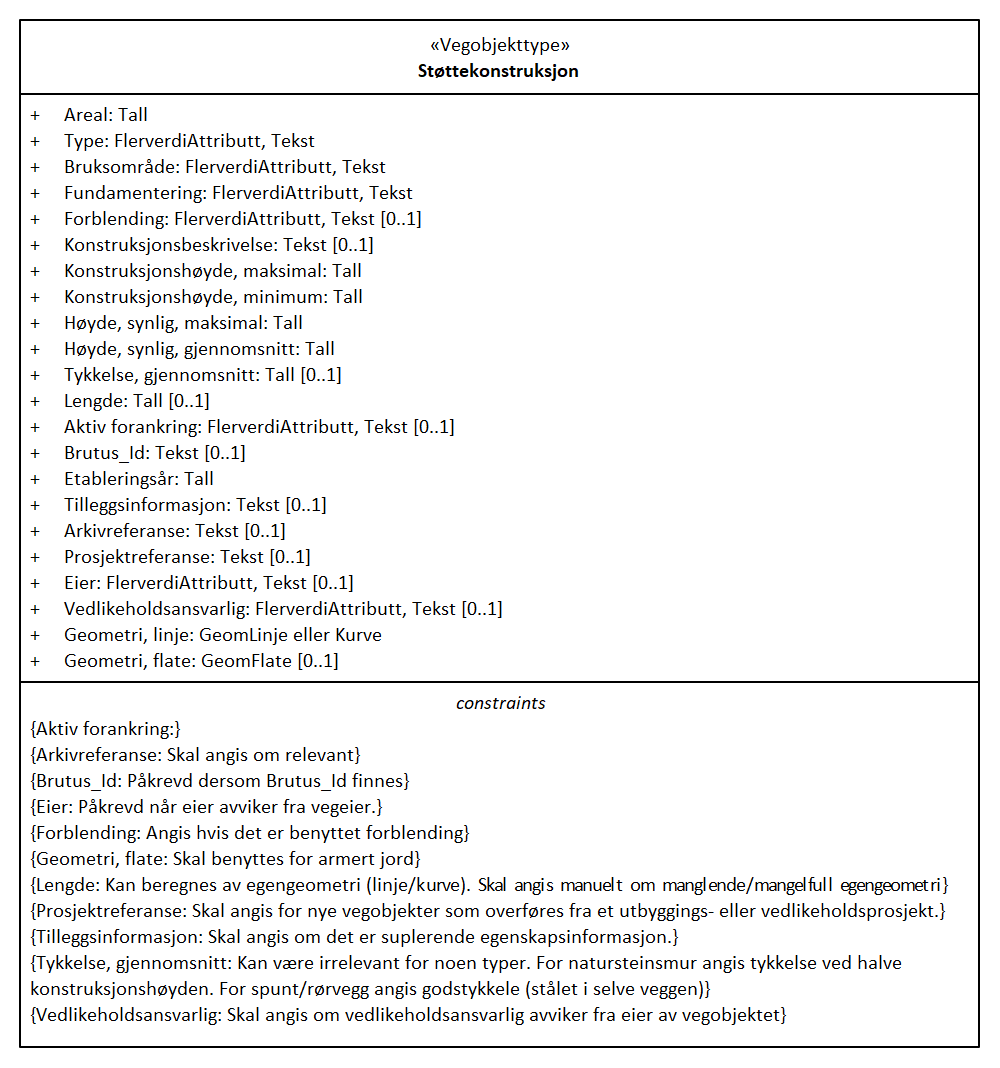 «Vegobjekttype»
Støttekonstruksjon
+ Areal: Tall
+ Type: FlerverdiAttributt, Tekst
+ Bruksområde: FlerverdiAttributt, Tekst
+ Fundamentering: FlerverdiAttributt, Tekst
+ Forblending: FlerverdiAttributt, Tekst [0..1]
+ Konstruksjonsbeskrivelse: Tekst [0..1]
+ Konstruksjonshøyde, maksimal: Tall
+ Konstruksjonshøyde, minimum: Tall
+ Høyde, synlig, maksimal: Tall
+ Høyde, synlig, gjennomsnitt: Tall
+ Tykkelse, gjennomsnitt: Tall [0..1]
+ Lengde: Tall [0..1]
+ Aktiv forankring: FlerverdiAttributt, Tekst [0..1]
+ Brutus_Id: Tekst [0..1]
+ Etableringsår: Tall
+ Tilleggsinformasjon: Tekst [0..1]
+ Arkivreferanse: Tekst [0..1]
+ Prosjektreferanse: Tekst [0..1]
+ Eier: FlerverdiAttributt, Tekst [0..1]
+ Vedlikeholdsansvarlig: FlerverdiAttributt, Tekst [0..1]
+ Geometri, linje: GeomLinje eller Kurve
+ Geometri, flate: GeomFlate [0..1]
constraints
{Aktiv forankring:}
{Arkivreferanse: Skal angis om relevant}
{Brutus_Id: Påkrevd dersom Brutus_Id finnes}
{Eier: Påkrevd når eier avviker fra vegeier.}
{Forblending: Angis hvis det er benyttet forblending}
{Geometri, flate: Skal benyttes for armert jord}
{Lengde: Kan beregnes av egengeometri (linje/kurve). Skal angis manuelt om manglende/mangelfull egengeometri}
{Prosjektreferanse: Skal angis for nye vegobjekter som overføres fra et utbyggings- eller vedlikeholdsprosjekt.}
{Tilleggsinformasjon: Skal angis om det er suplerende egenskapsinformasjon.}
{Tykkelse, gjennomsnitt: Kan være irrelevant for noen typer. For natursteinsmur angis tykkelse ved halve
konstruksjonshøyden. For spunt/rørvegg angis godstykkele (stålet i selve veggen)}
{Vedlikeholdsansvarlig: Skal angis om vedlikeholdsansvarlig avviker fra eier av vegobjektet}